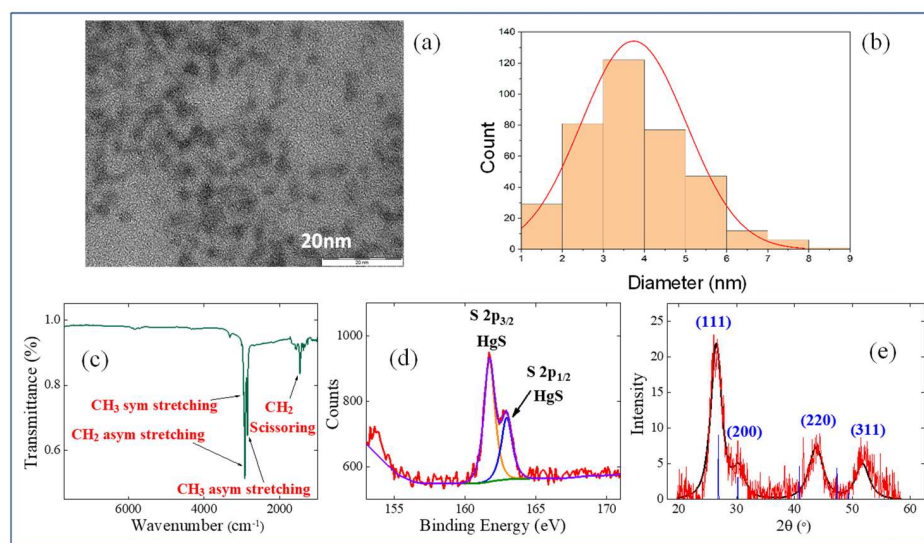 (a)
20nm
20 nm
(b)
Count
140
120
100
80
60
40
20
0
1 2 3 4 5 6 7 8 9
Diameter (nm)
(c)
Transmittance (%)
1.0
0.8
0.6
CH3 sym stretching
CH2 asym stretching
CH3 asym stretching
CH2
Scissoring
8000 6000 4000 2000
Wavenumber (cm-1)
(d)
Counts
1000
800
600
S 2p3/2
HgS
S 2p1/2
HgS
155 160 165 170
Binding Energy (eV)
(e)
Intensity
25
20
15
10
5
0
(111)
(200)
(220)
(311)
20 30 40 50 60
2θ (o)